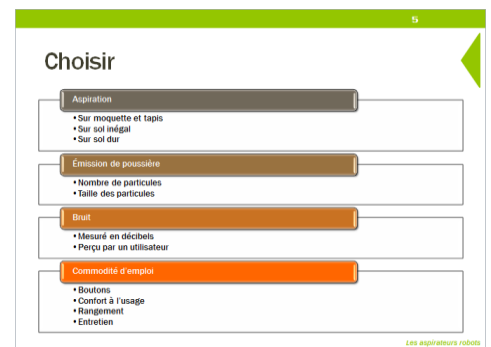 5
Choisir
Aspiration
• Sur moquette et tapis
• Sur sol inégal
• Sur sol dur
Émission de poussière
• Nombre de particules
• Taille des particules
Bruit
• Mesuré en décibels
• Perçu par un utilisateur
Commodité d'emploi
• Boutons
• Confort à l'usage
• Rangement
• Entretien
Les aspirateurs robots